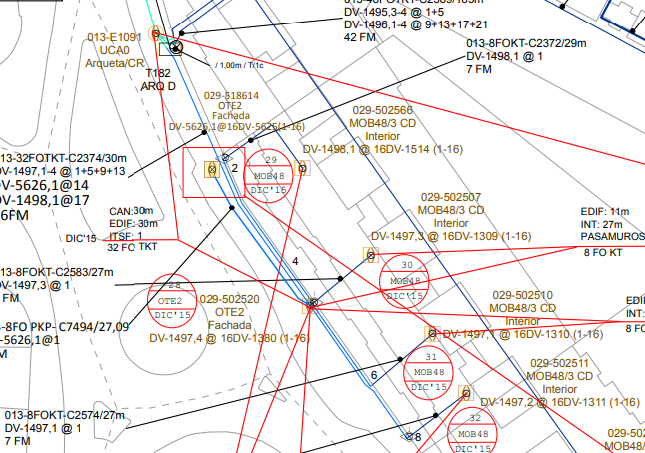 DV-1495,3-4 @ 1+5
DV-1496,1-4 @ 9+13+17+21
42 FM
013-E1091
UCA0
Arqueta/CR
T182
ARQ D
/ 1,00m / T/1c
013-8FOKT-C2372/29m
DV-1498,1 @ 1
7 FM
029-518614
OTE2
Fachada
DV-5626,1@16DV-5625(1-16)
029-502566
MOB48/3 CD
Interior
DV-1498,1 @ 16DV-1514 (1-16)
13-32FOTKT-C2374/30m
DV-1497,1-4 @ 1+5+9+13
V-5626,1@14
V-1498,1@17
6FM
2
29
MOB48
DIC'15
029-502507
MOB48/3 CD
Interior
DV-1497,3 @ 16DV-1309 (1-16)
CAN:30m
EDIF: 30m
ITSF: 1
32 FO TKT
DIC'15
EDIF: 11m
INT: 27m
PASAMUROS
8 FO KT
4
13-8FOKT-C2583/27m
V-1497,3 @ 1
FM
28
OTE2
DIC'15
30
MOB48
DIC'15
029-502520
OTE2
Fachada
DV-1497,4 @ 16DV-1380 (1-16)
029-502510
MOB48/3 CD
Interior
DV-1497,1 @ 16DV-1310 (1-16)
EDI
INT:
8 FO
-8FO PKP- C7494/27,09
-5626,1@1
M
31
MOB48
DIC'15
6
029-502511
MOB48/3 CD
Interior
DV-1497,2 @ 16DV-1311 (1-16)
013-8FOKT-C2574/27m
DV-1497,1 @ 1
7 FM
8
32
MOB48
DIC'15
029-502
MOB48/